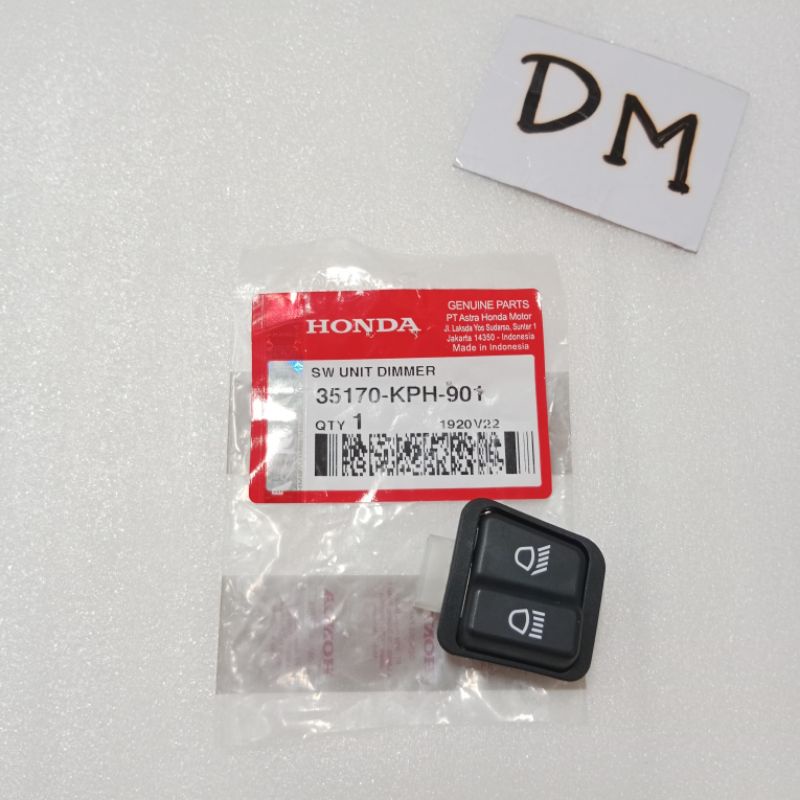 DM
HONDA
GENUINE PARTS
PT Astra Honda Motor
Jl. Laksda Yos Sudarso, Sunter 1
Jakarta 14350 - Indonesia
Made in Indonesia
SW UNIT DIMMER
35170-KPH-901
QTY 1
1920V22
HONDA